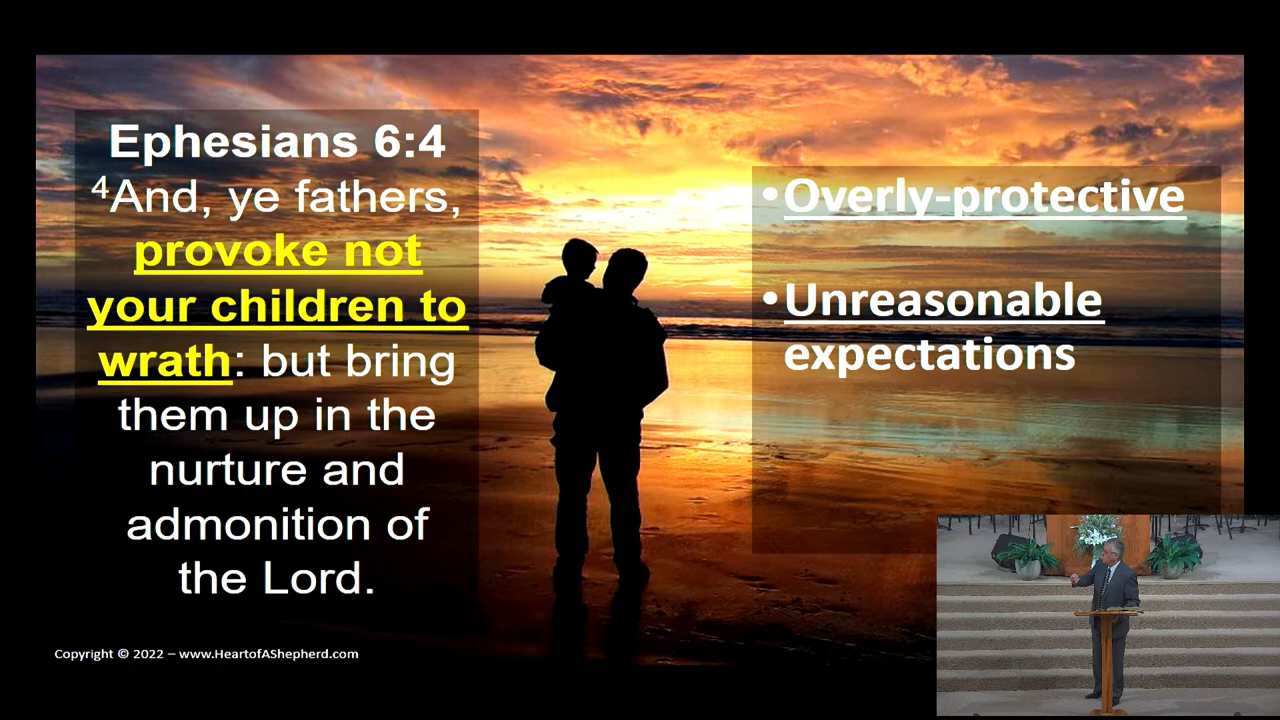 Ephesians 6:4
⁴And, ye fathers,
provoke not
your children to
wrath: but bring
them up in the
nurture and
admonition of
the Lord.
•Overly-protective
•Unreasonable
expectations
Copyright © 2022 – www.HeartofAShepherd.com